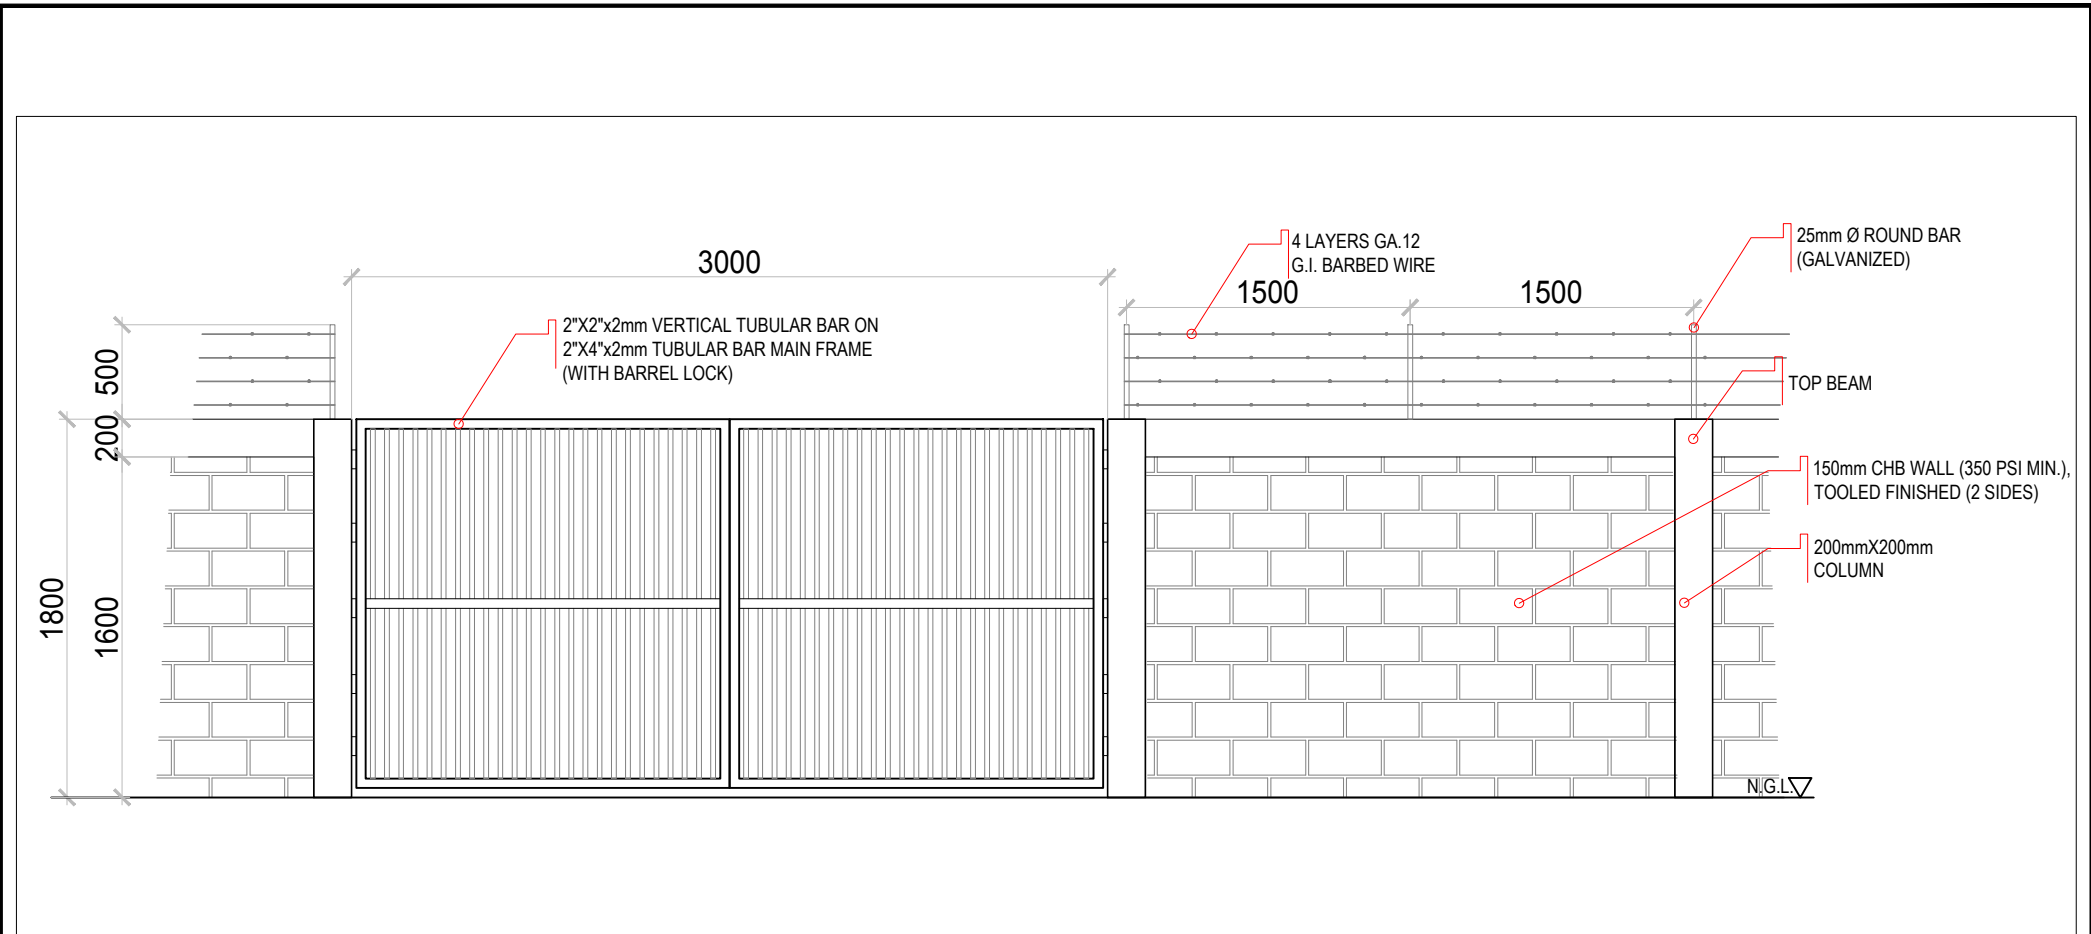 3000
4 LAYERS GA.12
G.I. BARBED WIRE
25mm Ø ROUND BAR
(GALVANIZED)
1500
1500
2"X2"x2mm VERTICAL TUBULAR BAR ON
2"X4"x2mm TUBULAR BAR MAIN FRAME
(WITH BARREL LOCK)
500
TOP BEAM
200
150mm CHB WALL (350 PSI MIN.),
TOOLED FINISHED (2 SIDES)
200mmX200mm
COLUMN
1800
1600
N.G.L.